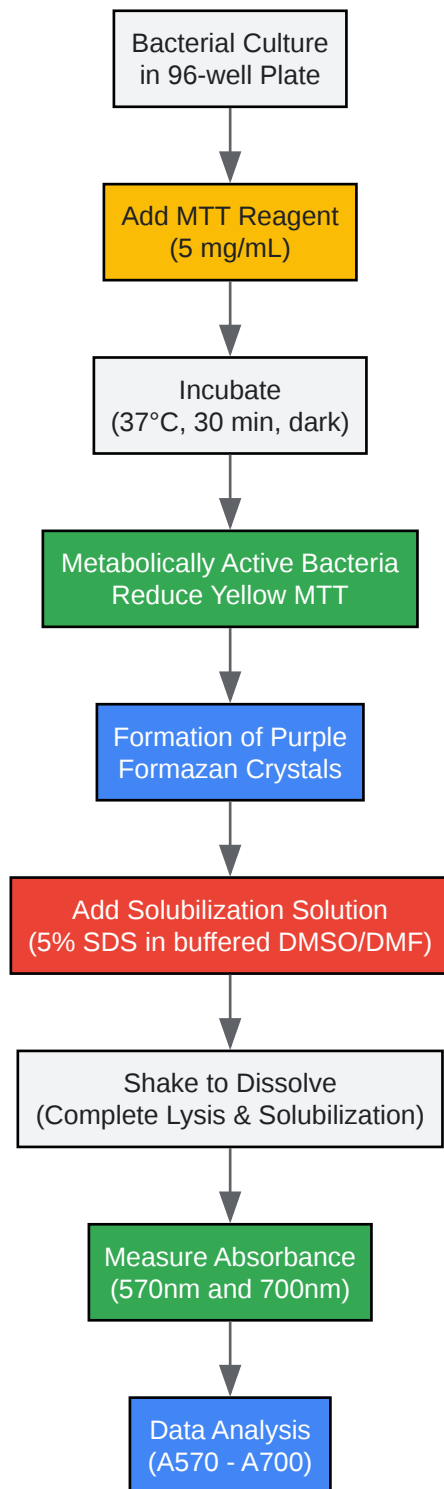 Bacterial Culture
in 96-well Plate
Add MTT Reagent
(5 mg/mL)
Incubate
(37°C, 30 min, dark)
Metabolically Active Bacteria
Reduce Yellow MTT
Formation of Purple
Formazan Crystals
Add Solubilization Solution
(5% SDS in buffered DMSO/DMF)
Shake to Dissolve
(Complete Lysis & Solubilization)
Measure Absorbance
(570nm and 700nm)
Data Analysis
(A570 - A700)